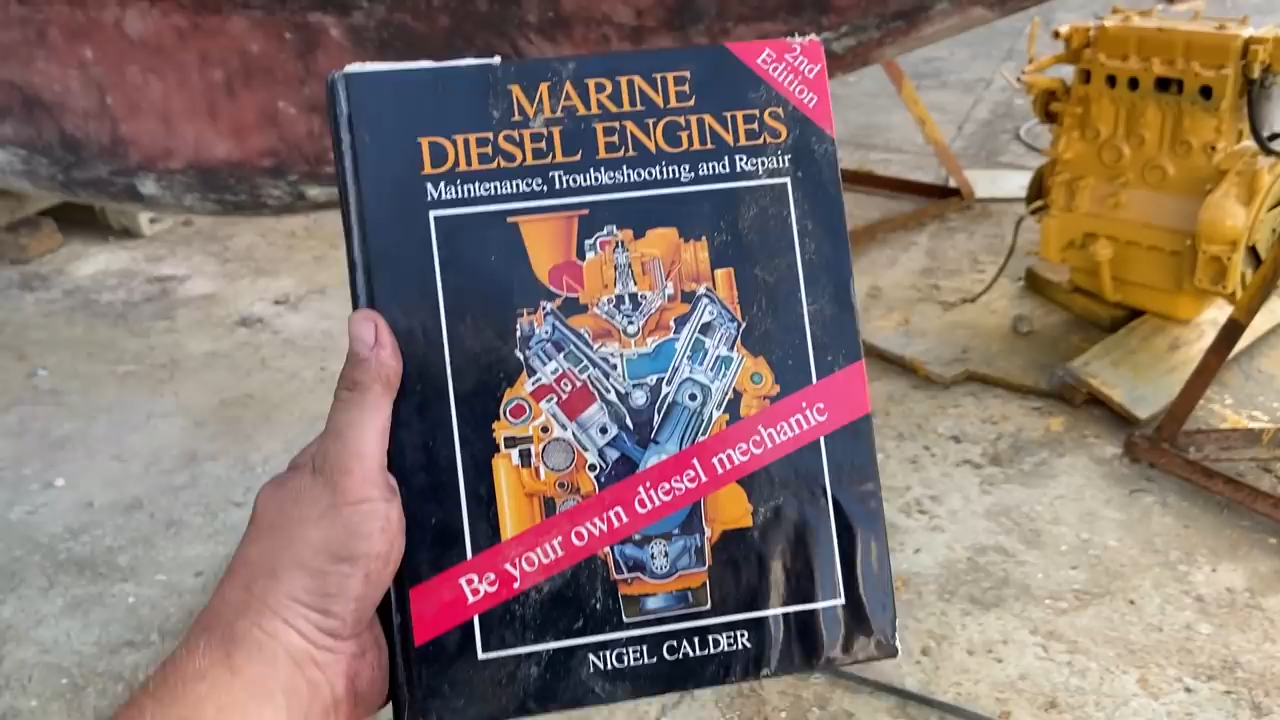 2nd
Edition
MARINE
DIESEL ENGINES
Maintenance, Troubleshooting, and Repair
Be your own diesel mechanic
NIGEL CALDER